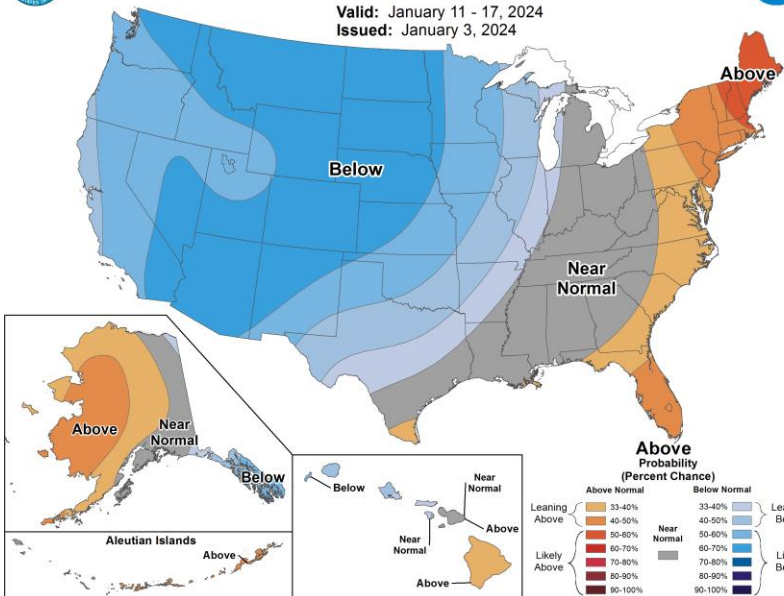 Valid: January 11 - 17, 2024
Issued: January 3, 2024
Above
Below
Near
Normal
Above
Near
Normal
Below
Aleutian Islands
Above
Below
Near
Normal
Near
Normal
Above
Above
Above
Probability
(Percent Chance)
Above Normal
Below Normal
Leaning
Above
33-40%
40-50%
50-60%
60-70%
70-80%
80-90%
90-100%
Likely
Above
Near
Normal
33-40%
40-50%
50-60%
60-70%
70-80%
80-90%
90-100%